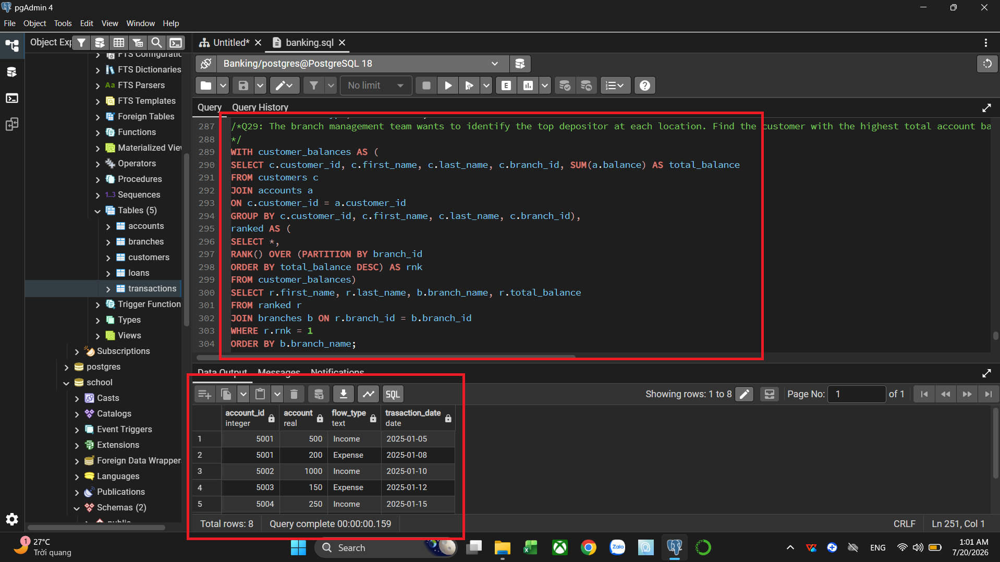 pgAdmin 4
File Object Tools Edit View Window Help
Object Exp
Untitled*
banking.sql
Banking/postgres@PostgreSQL 18
No limit
Query Query History
FTS Dictionaries
Aa FTS Parsers
FTS Templates
Foreign Tables
Functions
Materialized Vie
Operators
Procedures
1..3 Sequences
Tables (5)
accounts
branches
customers
loans
transactions
Trigger Function
Types
Views
Subscriptions
postgres
school
Casts
Catalogs
Event Triggers
Extensions
Foreign Data Wrapper
Languages
Publications
Schemas (2)
287 /*Q29: The branch management team wants to identify the top depositor at each location. Find the customer with the highest total account ba
288 */
289 WITH customer_balances AS (
290 SELECT c.customer_id, c.first_name, c.last_name, c.branch_id, SUM(a.balance) AS total_balance
291 FROM customers c
292 JOIN accounts a
293 ON c.customer_id = a.customer_id
294 GROUP BY c.customer_id, c.first_name, c.last_name, c.branch_id),
295 ranked AS (
296 SELECT *,
297 RANK() OVER (PARTITION BY branch_id
298 ORDER BY total_balance DESC) AS rnk
299 FROM customer_balances)
300 SELECT r.first_name, r.last_name, b.branch_name, r.total_balance
301 FROM ranked r
302 JOIN branches b ON r.branch_id = b.branch_id
303 WHERE r.rnk = 1
304 ORDER BY b.branch_name;
Data Output Messages Notifications
SQL
Showing rows: 1 to 8
Page No: 1 of 1
account_id account flow_type trasaction_date
integer real text date
1 5001 500 Income 2025-01-05
2 5001 200 Expense 2025-01-08
3 5002 1000 Income 2025-01-10
4 5003 150 Expense 2025-01-12
5 5004 250 Income 2025-01-15
Total rows: 8 Query complete 00:00:00.159
CRLF Ln 251, Col 1
1
27°C
Trời quang
Search
Zalo
ENG
1:01 AM
7/20/2026